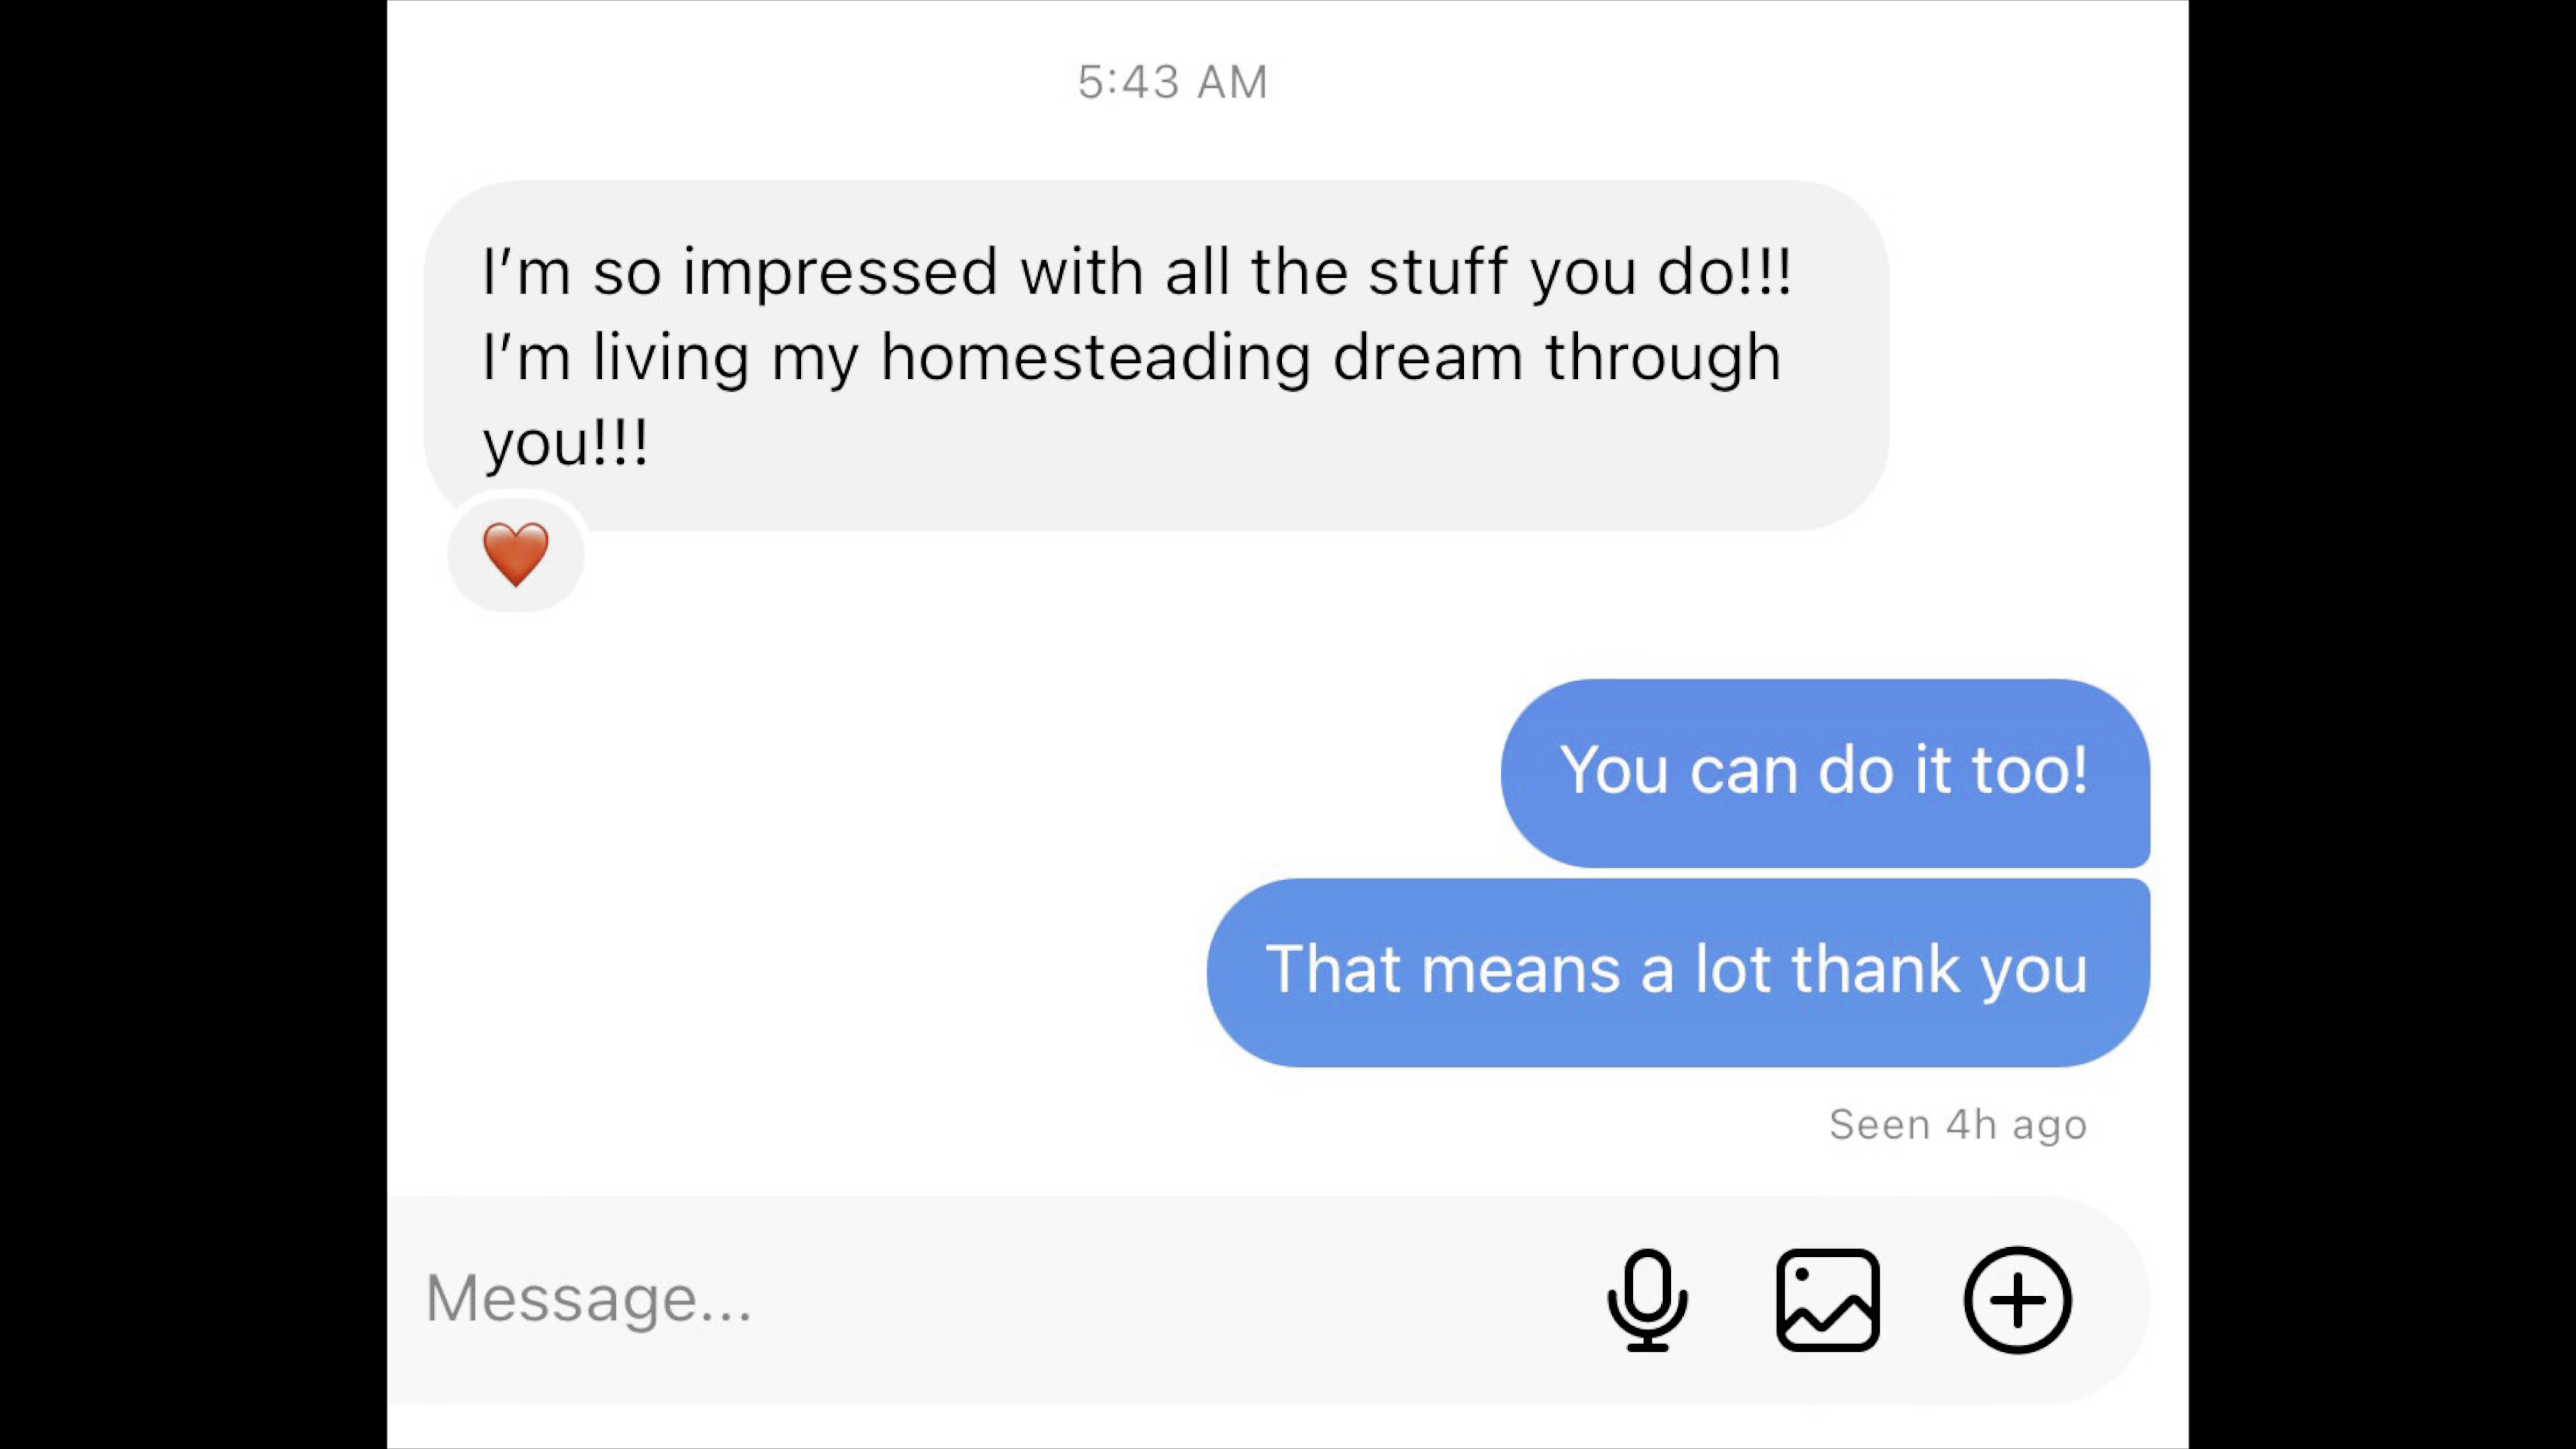 5:43 AM
I’m so impressed with all the stuff you do!!!
I’m living my homesteading dream through
you!!!
You can do it too!
That means a lot thank you
Seen 4h ago
Message...